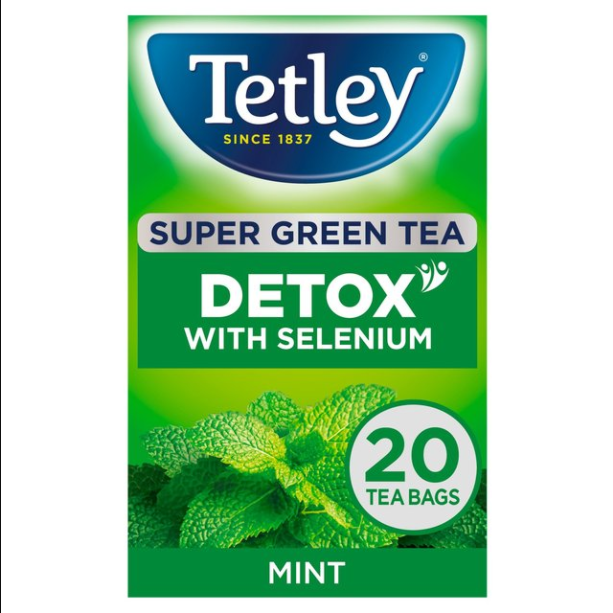 Tetley®
SINCE 1837
SUPER GREEN TEA
DETOX
WITH SELENIUM
20
TEA BAGS
MINT